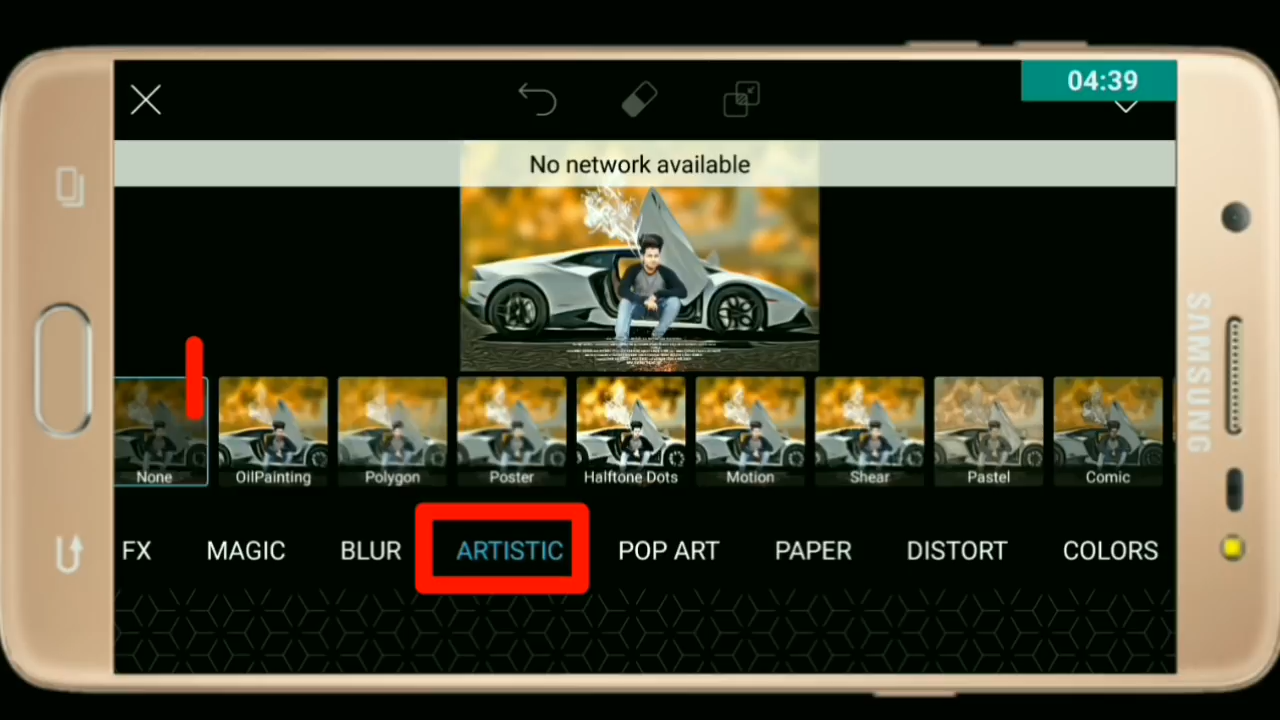 04:39
No network available
None
OilPainting
Polygon
Poster
Halftone Dots
Motion
Shear
Pastel
Comic
FX
MAGIC
BLUR
ARTISTIC
POP ART
PAPER
DISTORT
COLORS
SAMSUNG